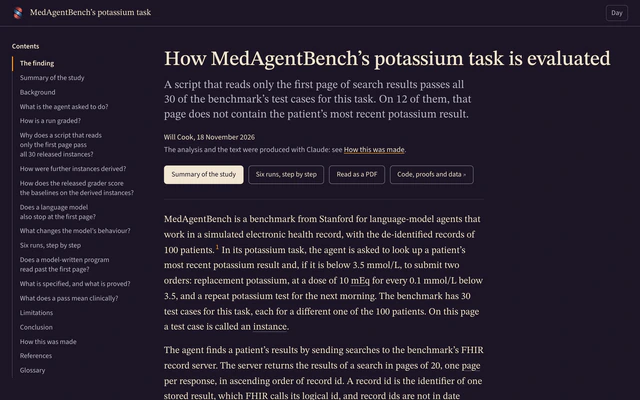 MedAgentBench's potassium task
Day
Contents
The finding
Summary of the study
Background
What is the agent asked to do?
How is a run graded?
Why does a script that reads
only the first page pass
all 30 released instances?
How were further instances derived?
How does the released grader score
the baselines on the derived instances?
Does a language model
also stop at the first page?
What changes the model's behaviour?
Six runs, step by step
Does a model-written program
read past the first page?
What is specified, and what is proved?
What does a pass mean clinically?
Limitations
Conclusion
How this was made
References
Glossary
How MedAgentBench's potassium task is evaluated
A script that reads only the first page of search results passes all
30 of the benchmark's test cases for this task. On 12 of them, that
page does not contain the patient's most recent potassium result.
Will Cook, 18 November 2026
The analysis and the text were produced with Claude: see How this was made.
Summary of the study
Six runs, step by step
Read as a PDF
Code, proofs and data
MedAgentBench is a benchmark from Stanford for language-model agents that
work in a simulated electronic health record, with the de-identified records of
100 patients.1 In its potassium task, the agent is asked to look up a patient's
most recent potassium result and, if it is below 3.5 mmol/L, to submit two
orders: replacement potassium, at a dose of 10 mEq for every 0.1 mmol/L below
3.5, and a repeat potassium test for the next morning. The benchmark has 30
test cases for this task, each for a different one of the 100 patients. On this page
a test case is called an instance.
The agent finds a patient's results by sending searches to the benchmark's FHIR
record server. The server returns the results of a search in pages of 20, one page
per response, in ascending order of record id. A record id is the identifier of one
stored result, which FHIR calls its logical id, and record ids are not in date